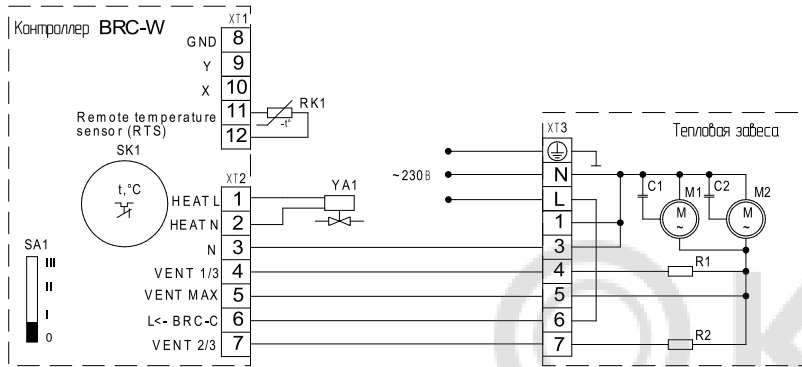 Контроллер BRC-W
XT1
GND 8
Y 9
X 10
Remote temperature 11
sensor (RTS) 12
RK1
-t°
SK1
t,°C
XT2
HEAT L 1
HEAT N 2
N 3
VENT 1/3 4
VENT MAX 5
L<- BRC-C 6
VENT 2/3 7
YA1
SA1
III
II
I
0
~230В
XT3
Тепловая завеса
N
L
1
3
4
5
6
7
C1
M1
C2
M2
M
~
M
~
R1
R2